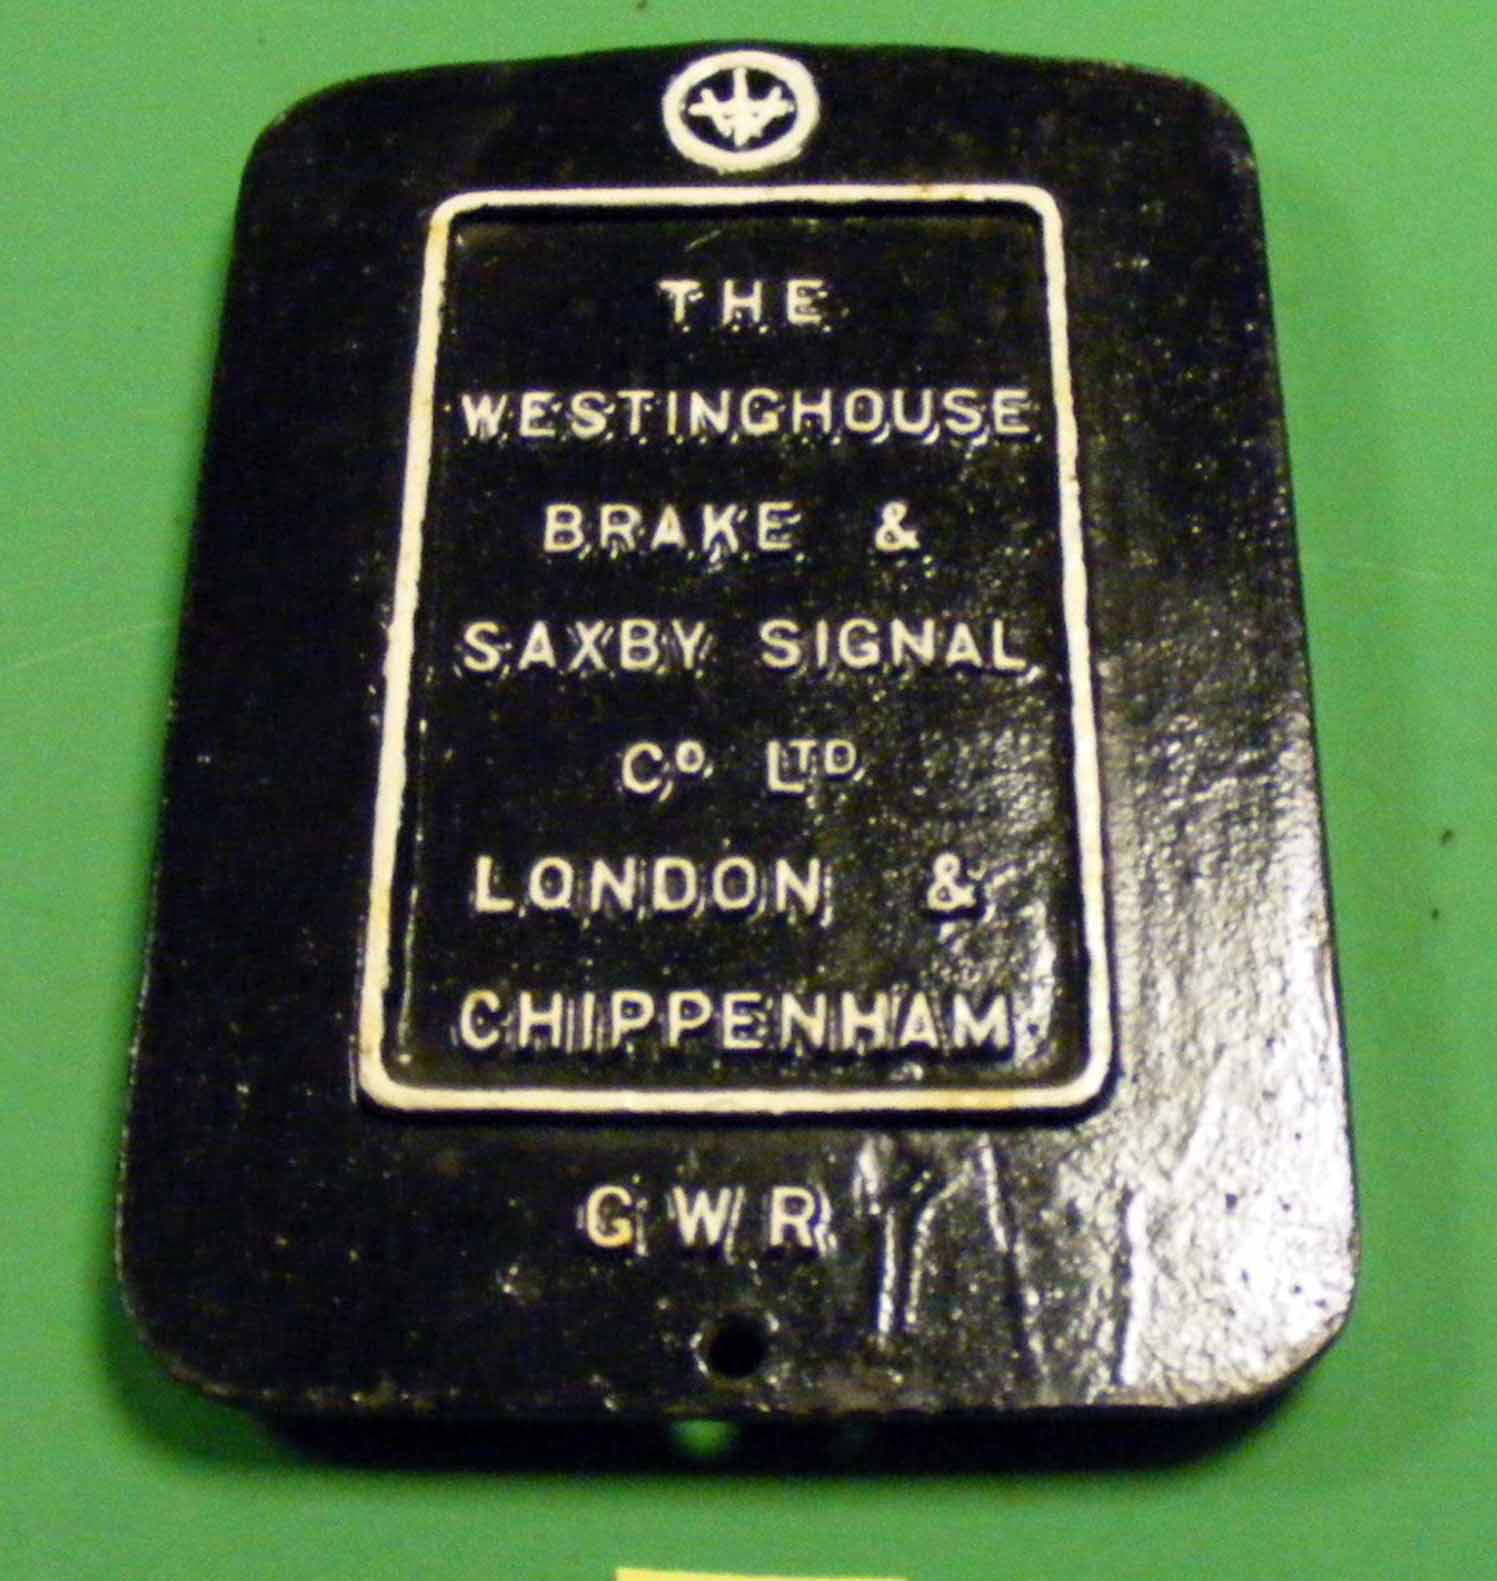 THE
WESTINGHOUSE
BRAKE &
SAXBY SIGNAL
Cº LTD
LONDON &
CHIPPENHAM
GWR